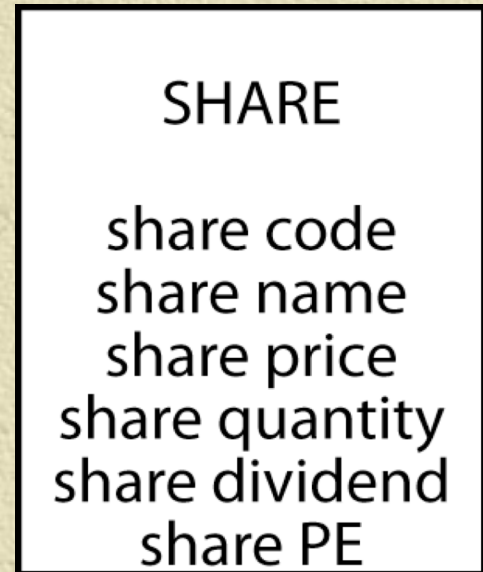 SHARE
share code
share name
share price
share quantity
share dividend
share PE